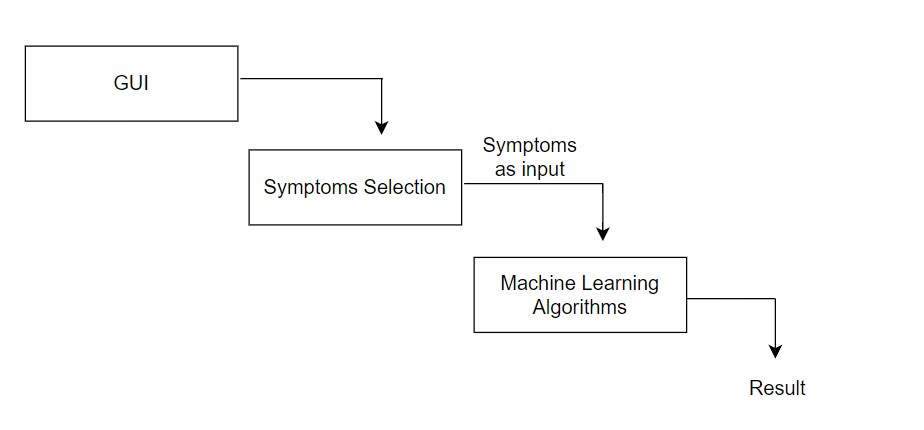 GUI
Symptoms
as input
Symptoms Selection
Machine Learning
Algorithms
Result